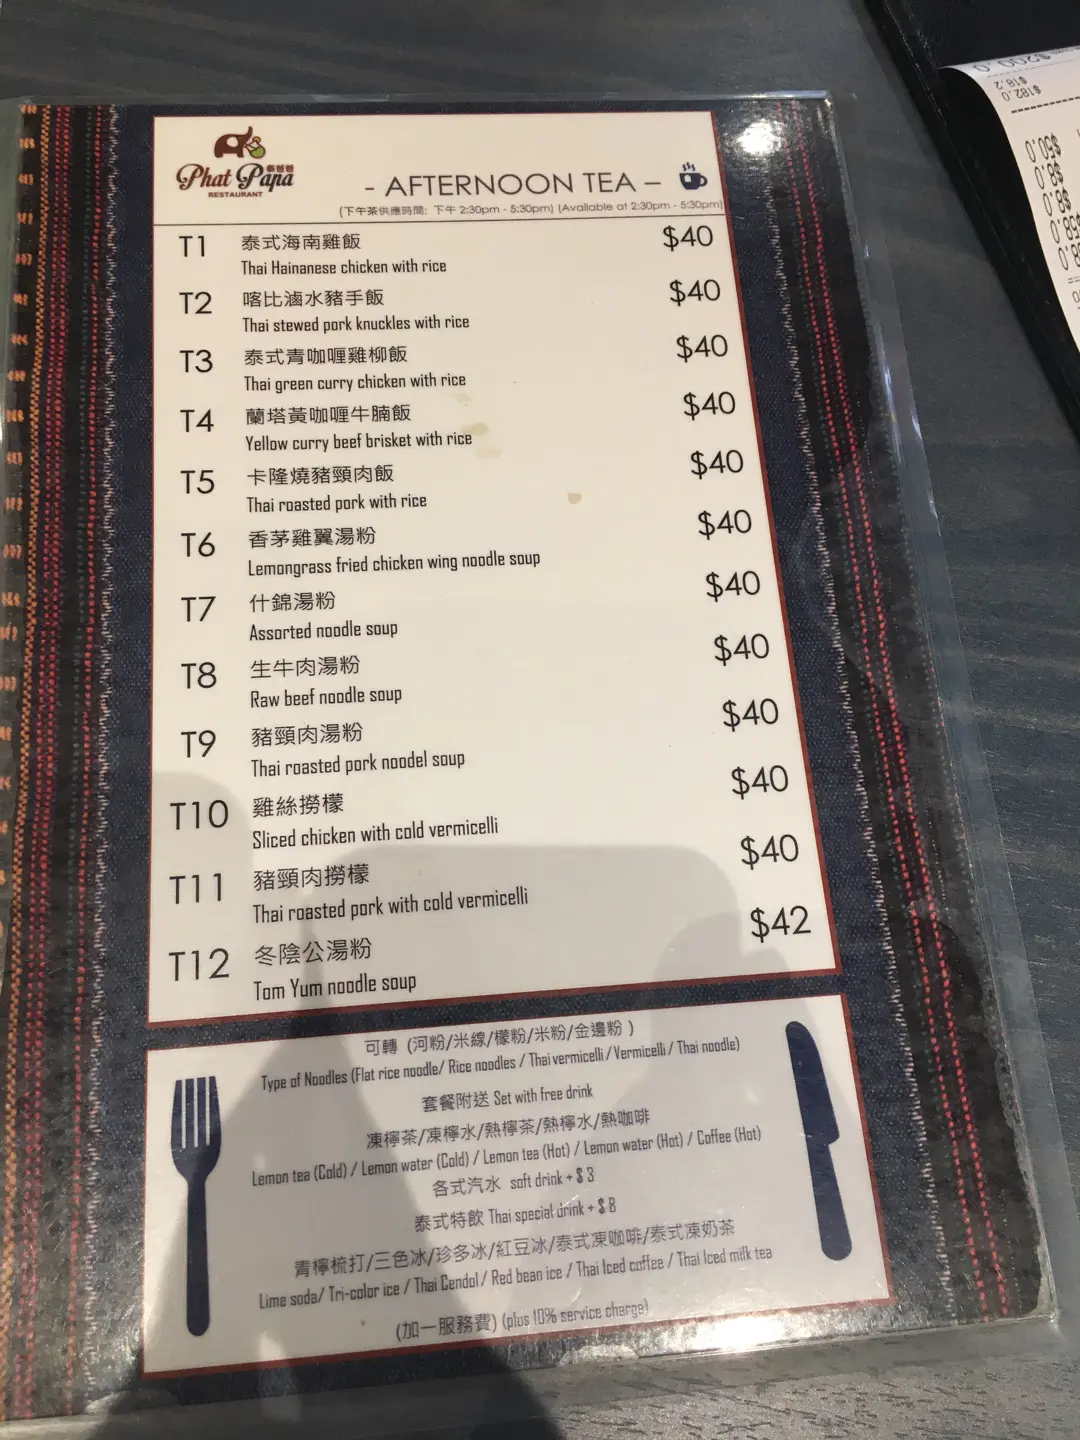 泰爸爸
Phat Papa
RESTAURANT
- AFTERNOON TEA –
(下午茶供應時間: 下午 2:30pm - 5:30pm) (Available at 2:30pm - 5:30pm)
T1 泰式海南雞飯 $40
Thai Hainanese chicken with rice
T2 喀比滷水豬手飯 $40
Thai stewed pork knuckles with rice
T3 泰式青咖喱雞柳飯 $40
Thai green curry chicken with rice
T4 蘭塔黃咖喱牛腩飯 $40
Yellow curry beef brisket with rice
T5 卡隆燒豬頸肉飯 $40
Thai roasted pork with rice
T6 香茅雞翼湯粉 $40
Lemongrass fried chicken wing noodle soup
T7 什錦湯粉 $40
Assorted noodle soup
T8 生牛肉湯粉 $40
Raw beef noodle soup
T9 豬頸肉湯粉 $40
Thai roasted pork noodel soup
T10 雞絲撈檬 $40
Sliced chicken with cold vermicelli
T11 豬頸肉撈檬 $40
Thai roasted pork with cold vermicelli
T12 冬陰公湯粉 $42
Tom Yum noodle soup
可轉 (河粉/米線/檬粉/米粉/金邊粉 )
Type of Noodles (Flat rice noodle/ Rice noodles / Thai vermicelli / Vermicelli / Thai noodle)
套餐附送 Set with free drink
凍檸茶/凍檸水/熱檸茶/熱檸水/熱咖啡
Lemon tea (Cold) / Lemon water (Cold) / Lemon tea (Hot) / Lemon water (Hot) / Coffee (Hot)
各式汽水 soft drink + $ 3
泰式特飲 Thai special drink + $ 8
青檸梳打/三色冰/珍多冰/紅豆冰/泰式凍咖啡/泰式凍奶茶
Lime soda/ Tri-color ice / Thai Cendol / Red bean ice / Thai Iced coffee / Thai Iced milk tea
(加一服務費) (plus 10% service charge)
$200.0
$18.2
$182.0
$50.0